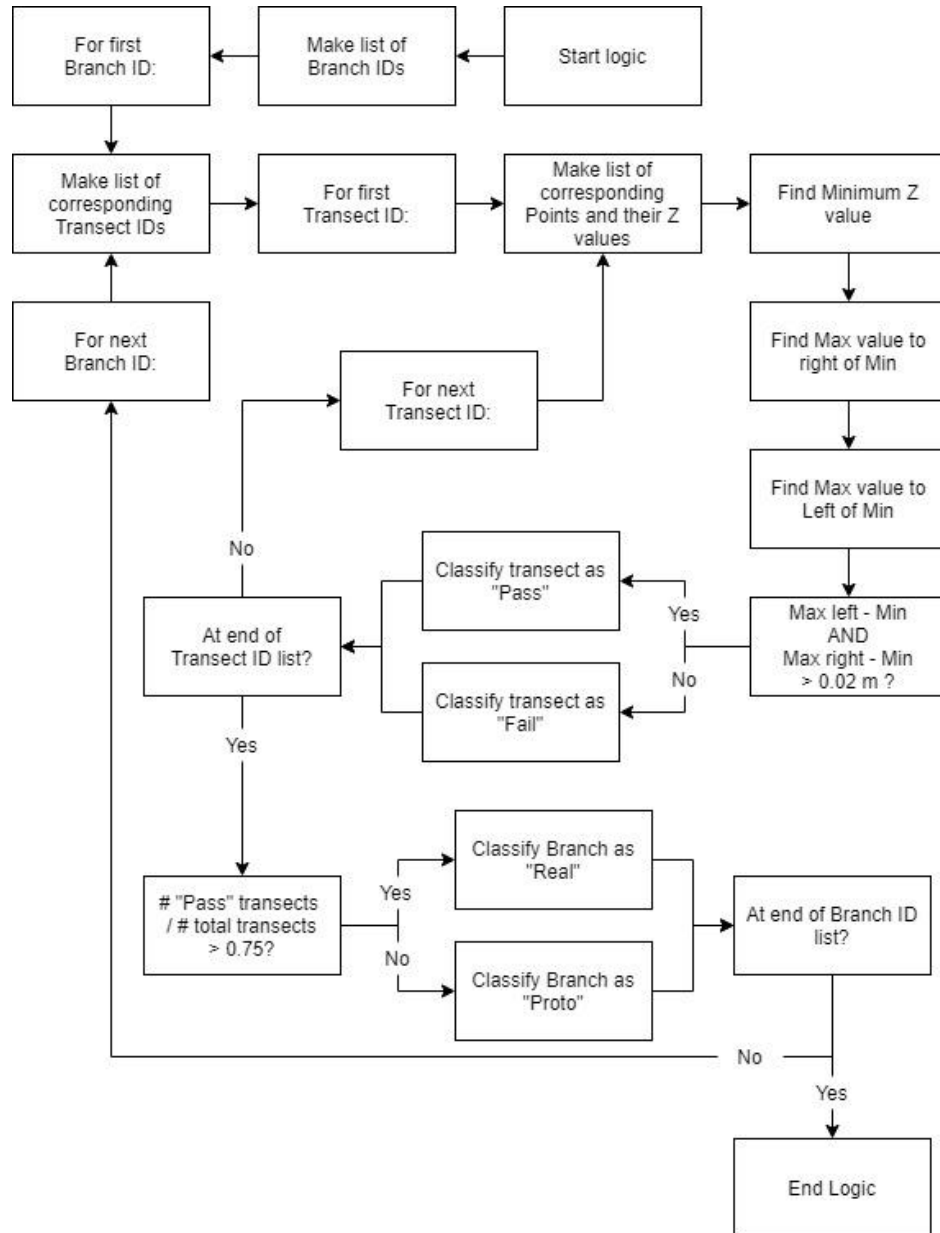 For first
Branch ID:
Make list of
Branch IDs
Start logic
Make list of
corresponding
Transect IDs
For first
Transect ID:
Make list of
corresponding
Points and their Z
values
Find Minimum Z
value
For next
Branch ID:
For next
Transect ID:
Find Max value to
right of Min
Find Max value to
Left of Min
No
Classify transect as
"Pass"
Yes
At end of
Transect ID list?
Max left - Min
AND
Max right - Min
> 0.02 m ?
No
Classify transect as
"Fail"
Yes
# "Pass" transects
/ # total transects
> 0.75?
Yes
Classify Branch as
"Real"
No
Classify Branch as
"Proto"
At end of Branch ID
list?
No
Yes
End Logic